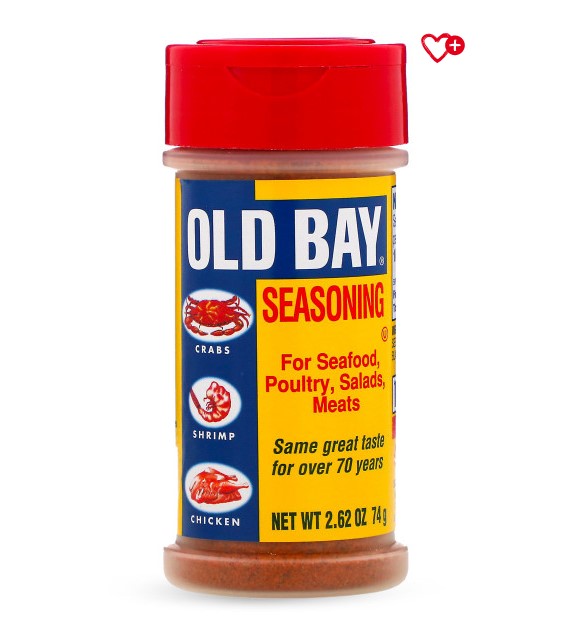 OLD BAY®
SEASONING
CRABS
For Seafood,
Poultry, Salads,
Meats
SHRIMP
Same great taste
for over 70 years
CHICKEN
NET WT 2.62 OZ 74 g